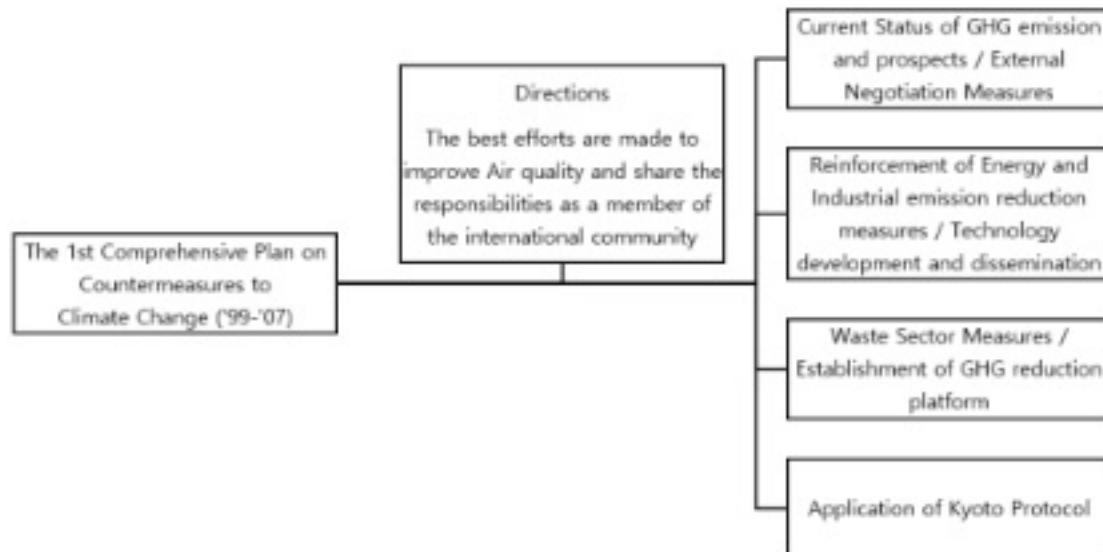 The 1st Comprehensive Plan on
Countermeasures to
Climate Change ('99-'07)
Directions
The best efforts are made to
improve Air quality and share the
responsibilities as a member of
the international community
Current Status of GHG emission
and prospects / External
Negotiation Measures
Reinforcement of Energy and
Industrial emission reduction
measures / Technology
development and dissemination
Waste Sector Measures /
Establishment of GHG reduction
platform
Application of Kyoto Protocol